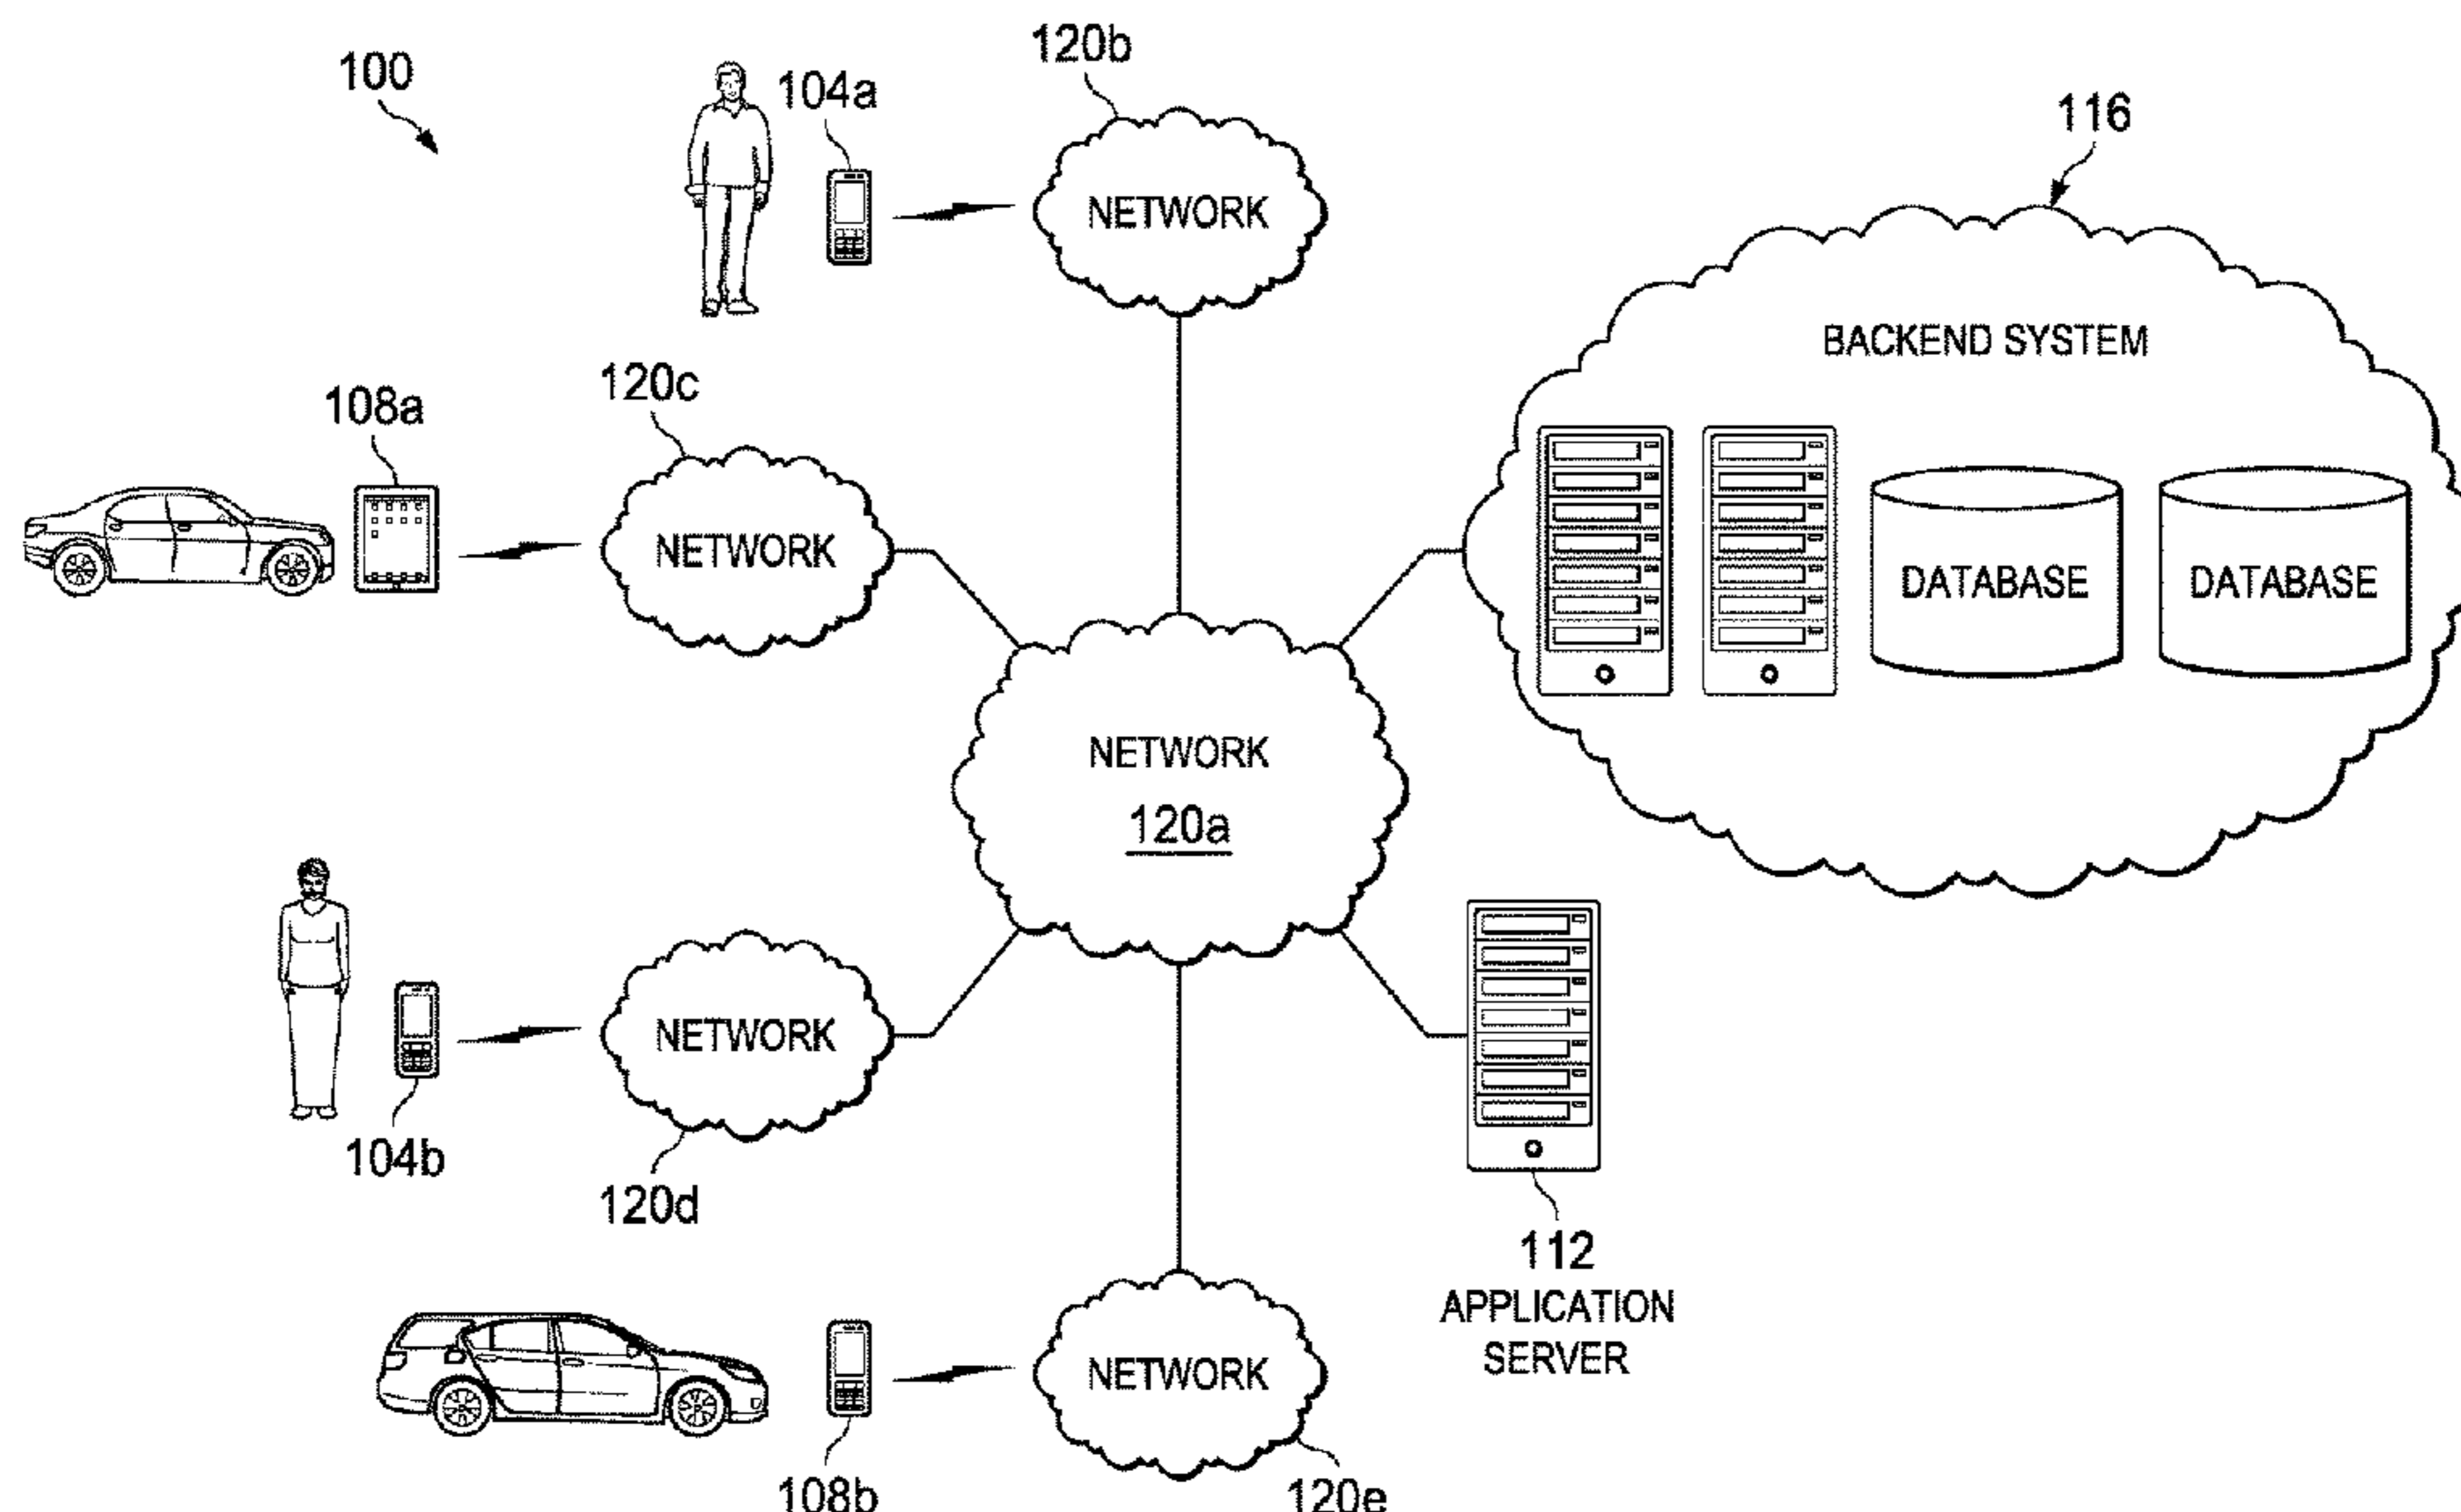 100
104a
120b
NETWORK
116
BACKEND SYSTEM
DATABASE
DATABASE
108a
120c
NETWORK
NETWORK
120a
104b
NETWORK
120d
112
APPLICATION
SERVER
108b
NETWORK
120e